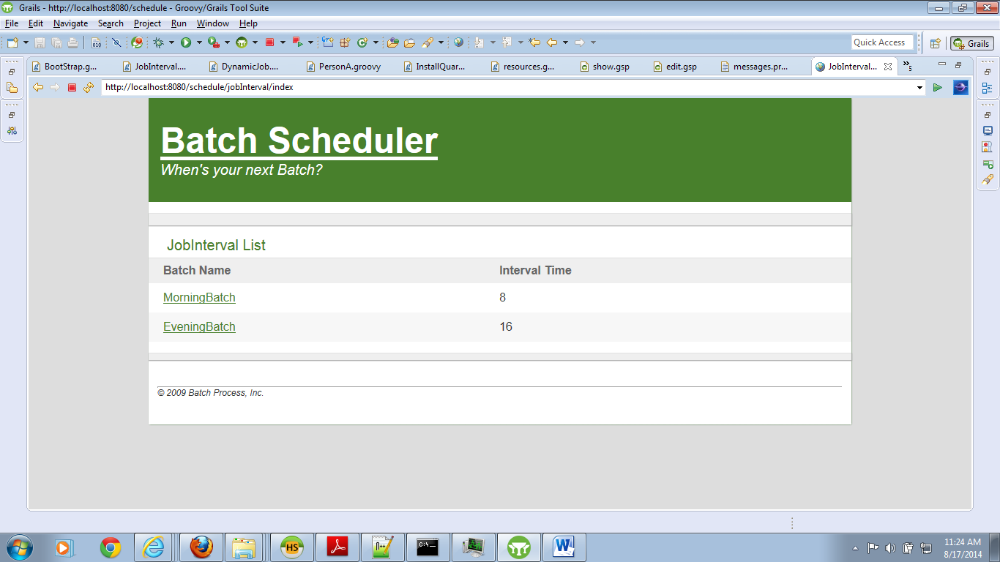 Grails - http://localhost:8080/schedule - Groovy/Grails Tool Suite
File Edit Navigate Search Project Run Window Help
010 Quick Access Grails
BootStrap.g... JobInterval.... DynamicJob.... PersonA.groovy InstallQuar... resources.g... show.gsp edit.gsp messages.pr... JobInterval... »5
http://localhost:8080/schedule/jobInterval/index
Batch Scheduler
When's your next Batch?
JobInterval List
Batch Name Interval Time
MorningBatch 8
EveningBatch 16
© 2009 Batch Process, Inc.
HS C:\ W 11:24 AM
8/17/2014